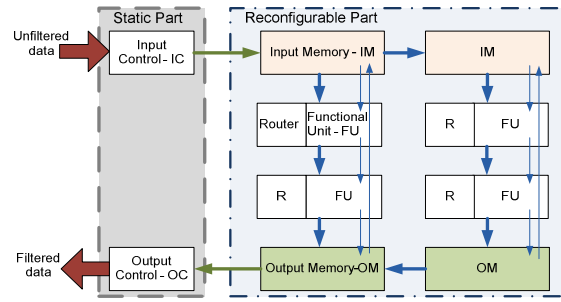 Static Part
Reconfigurable Part
Unfiltered
data
Input
Control - IC
Input Memory - IM
IM
Router
Functional
Unit - FU
R
FU
R
FU
R
FU
Filtered
data
Output
Control - OC
Output Memory-OM
OM